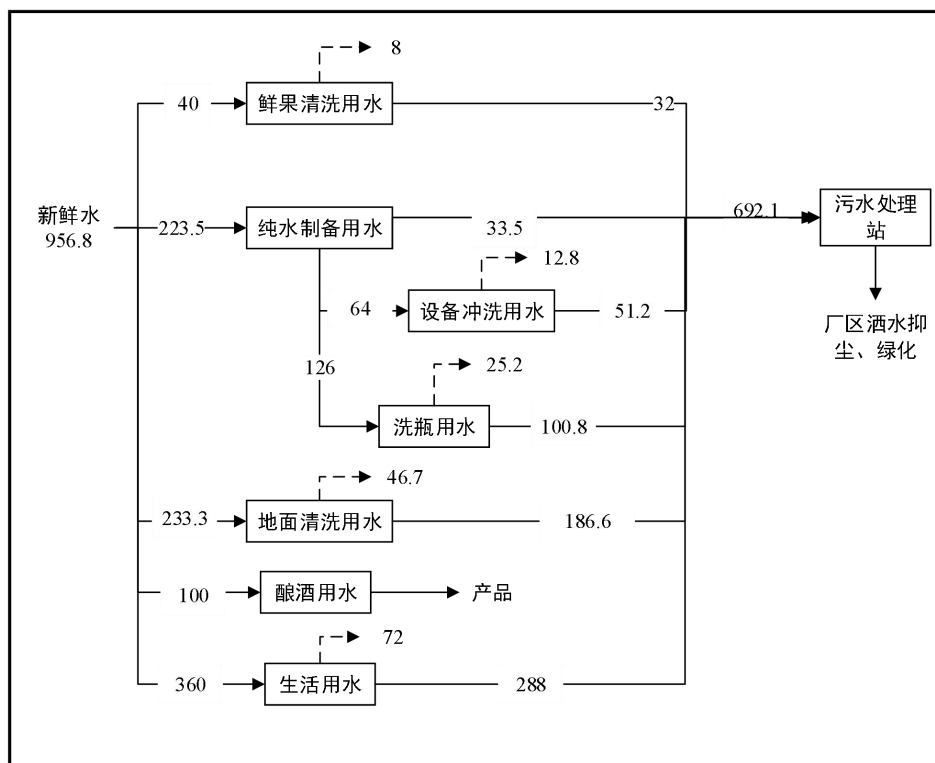 8
40
鲜果清洗用水
32
新鲜水
956.8
223.5
纯水制备用水
33.5
692.1
污水处理
站
12.8
64
设备冲洗用水
51.2
厂区洒水抑
尘、绿化
126
25.2
洗瓶用水
100.8
46.7
233.3
地面清洗用水
186.6
100
酿酒用水
产品
72
360
生活用水
288